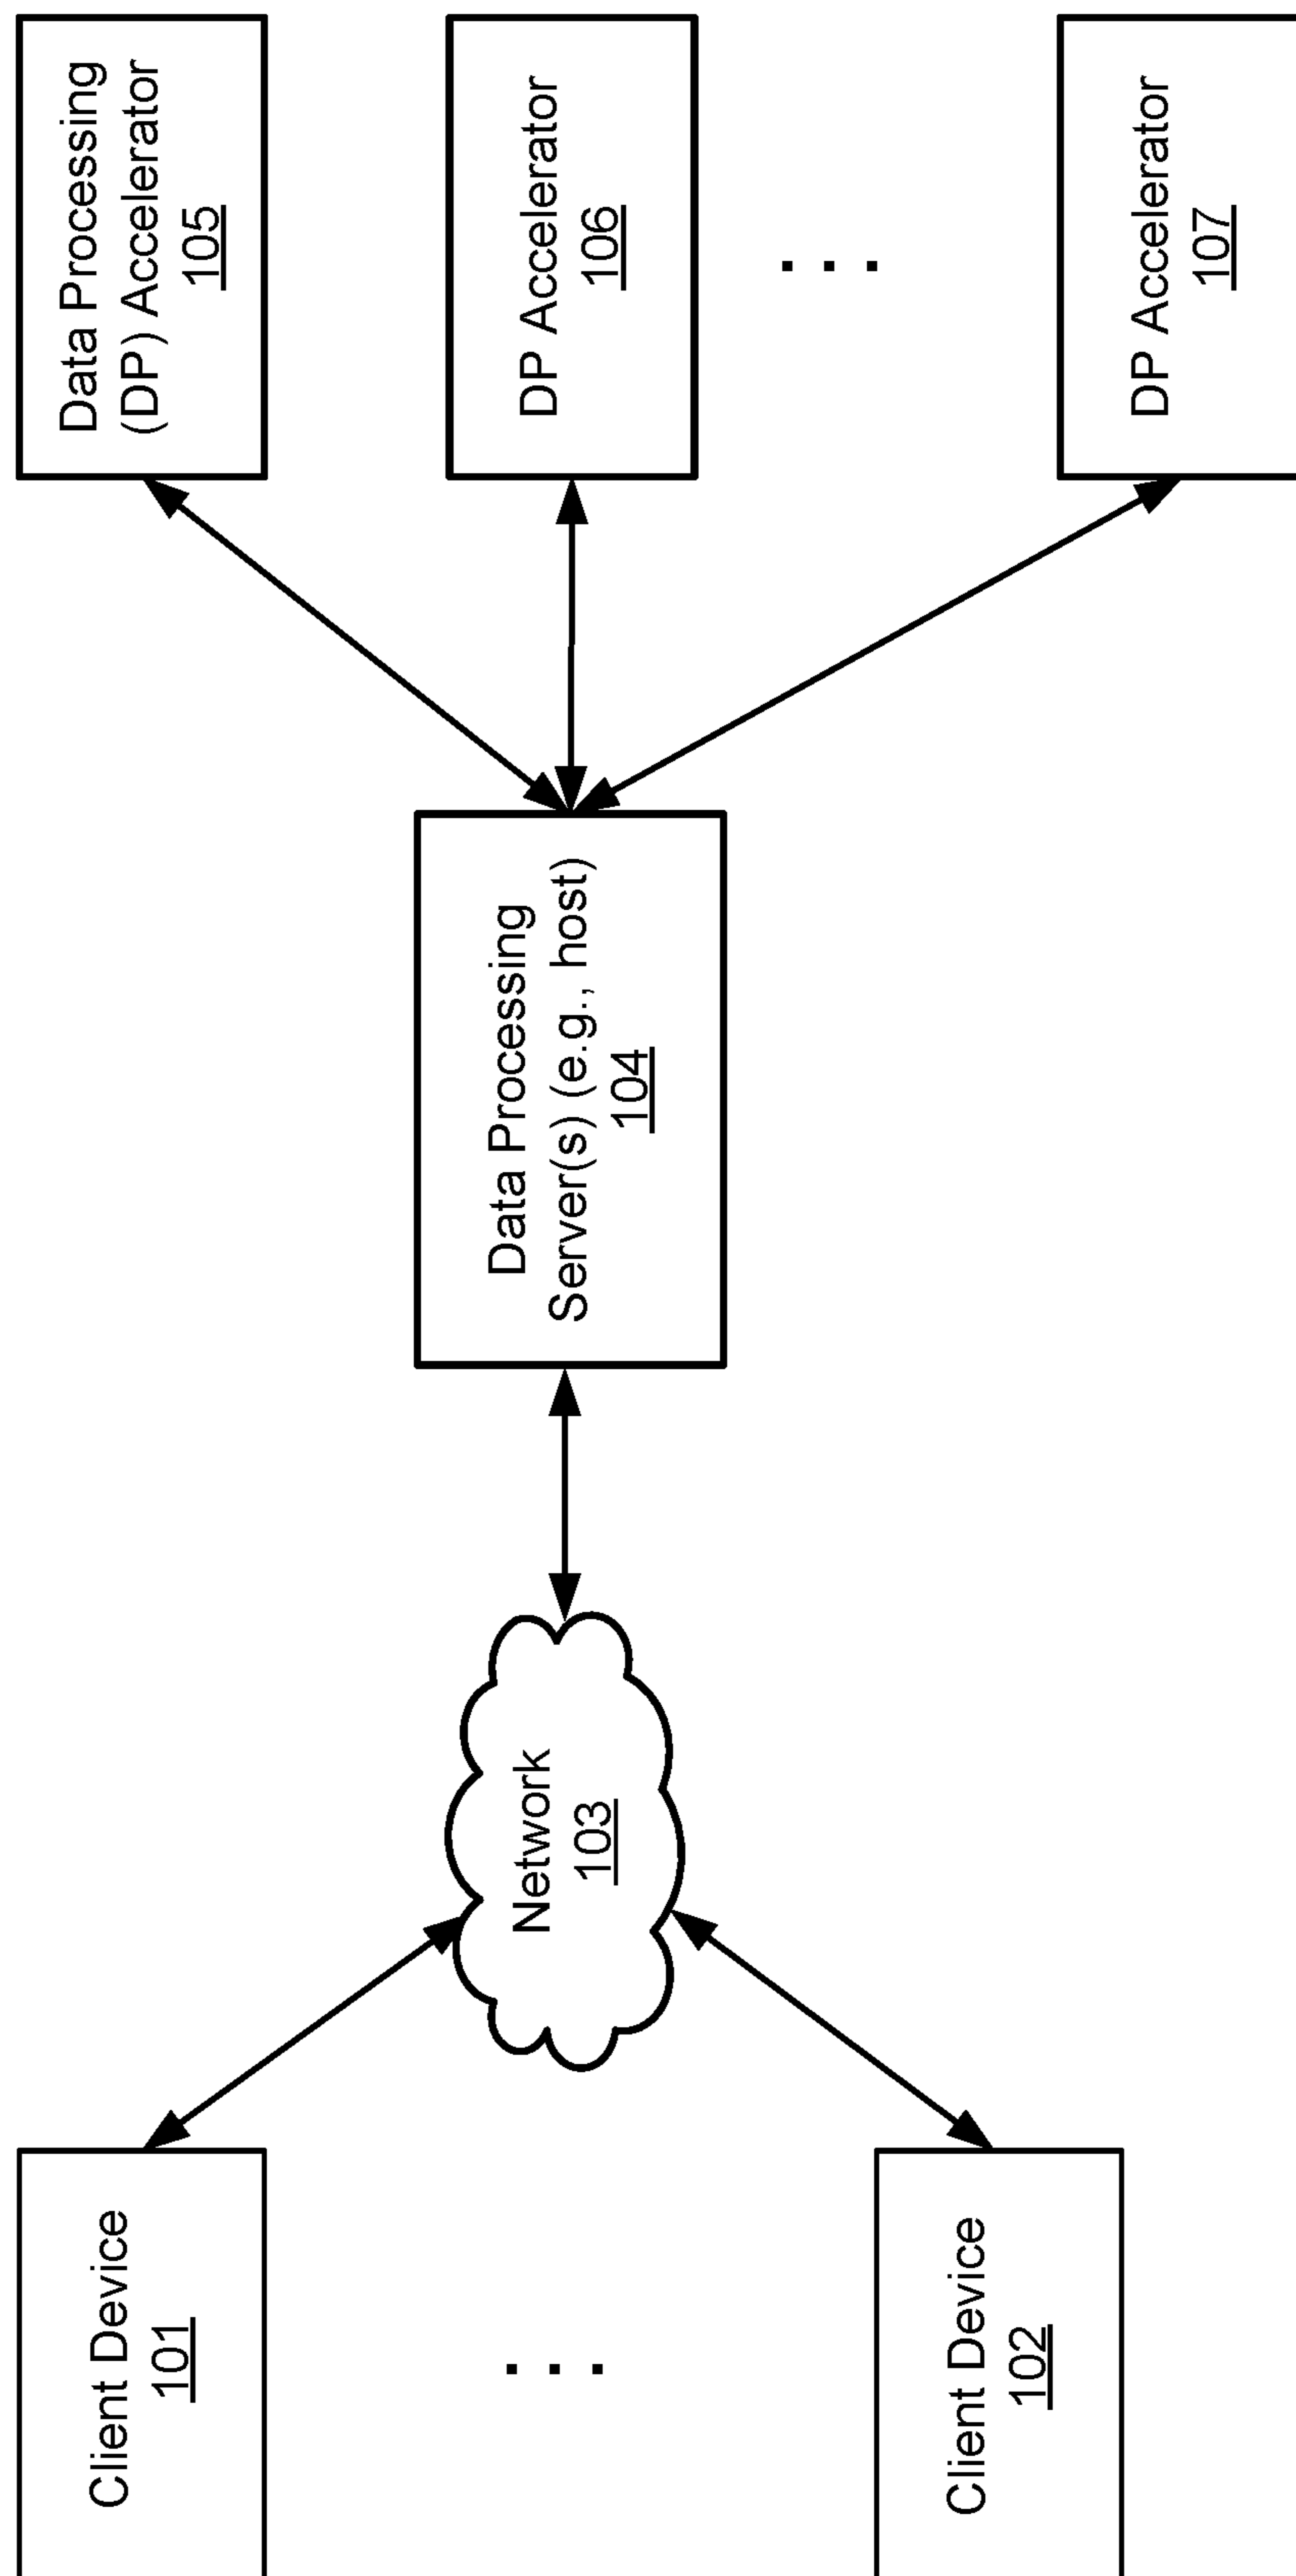 Client Device
101
. . .
Client Device
102
Network
103
Data Processing
Server(s) (e.g., host)
104
Data Processing
(DP) Accelerator
105
DP Accelerator
106
. . .
DP Accelerator
107